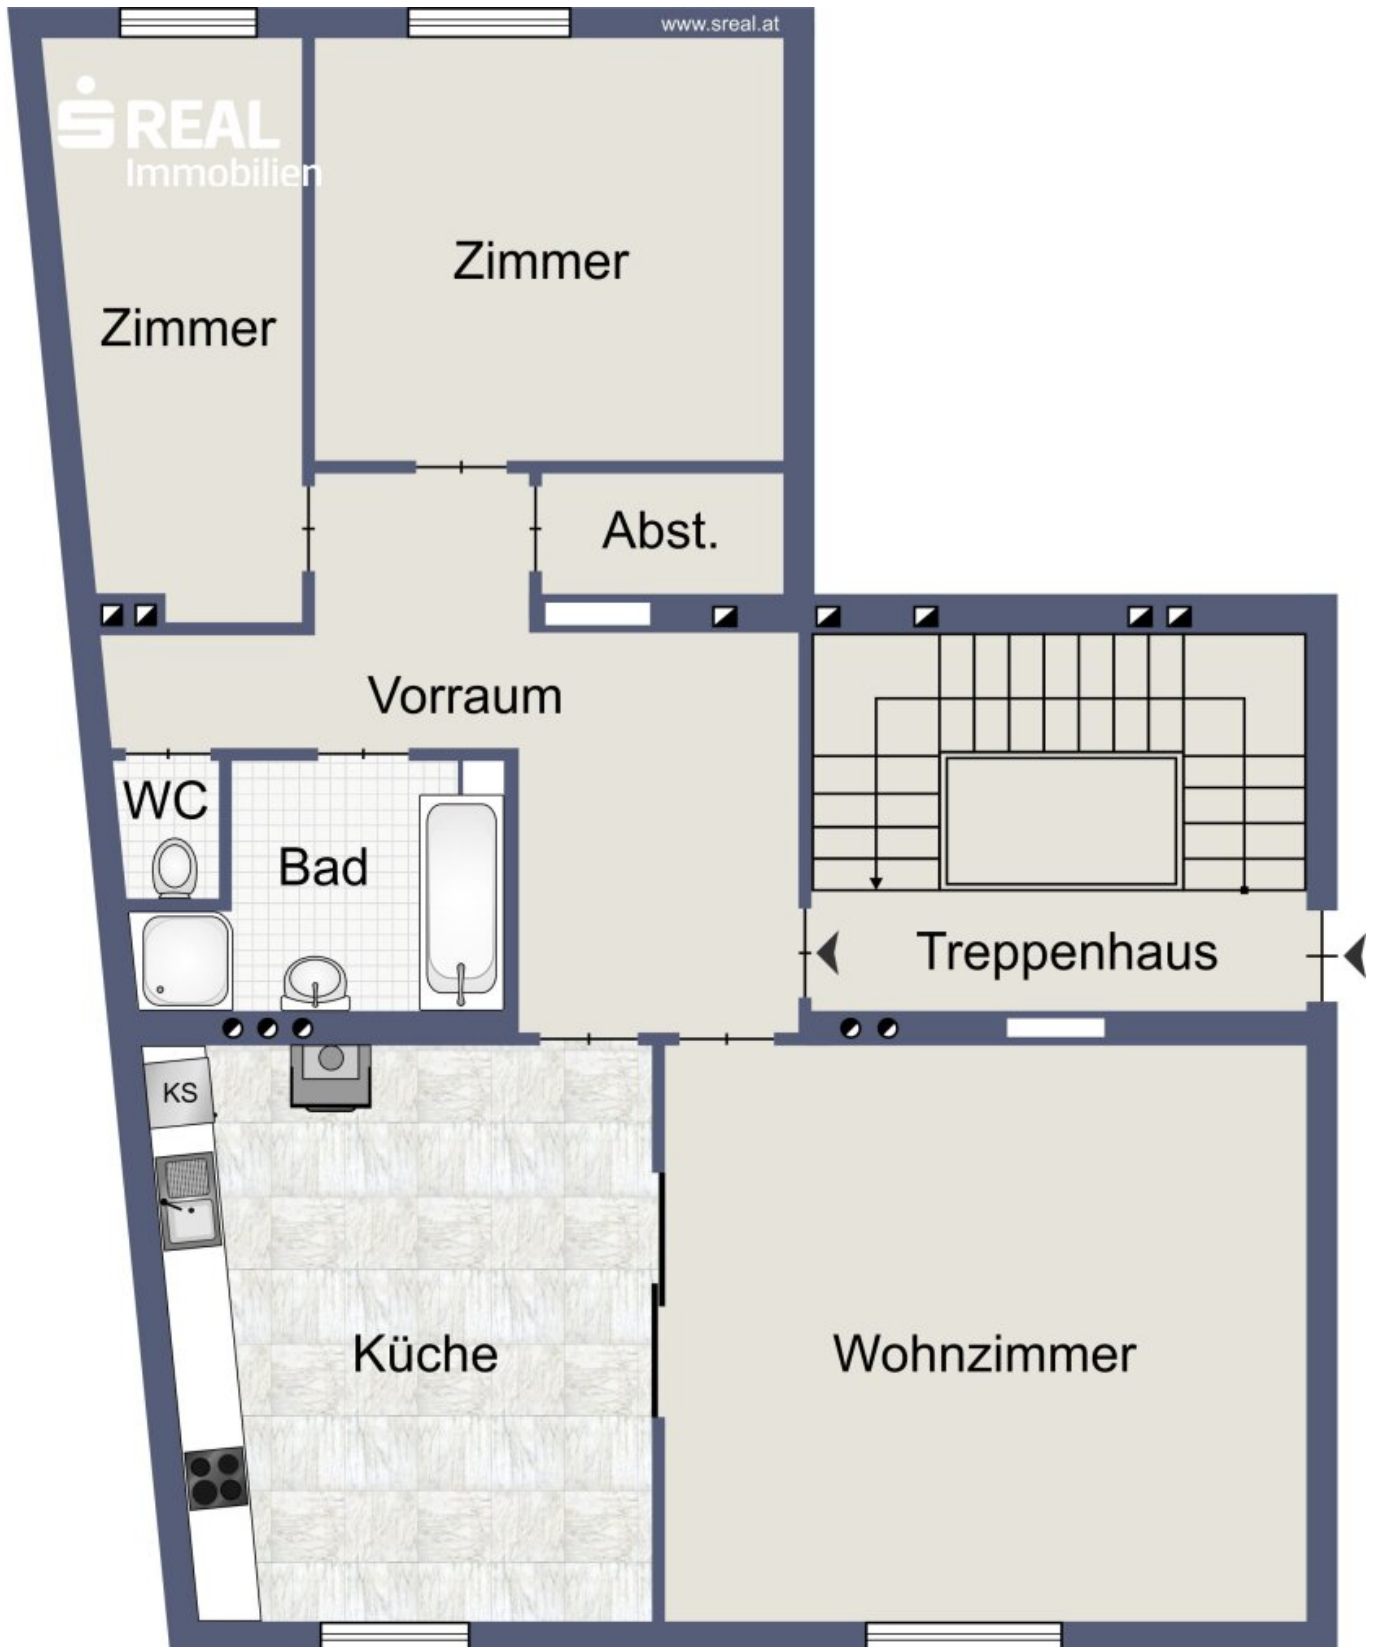 www.sreal.at
S REAL
Immobilien
Zimmer
Zimmer
Abst.
Vorraum
WC
Bad
Treppenhaus
KS
Küche
Wohnzimmer